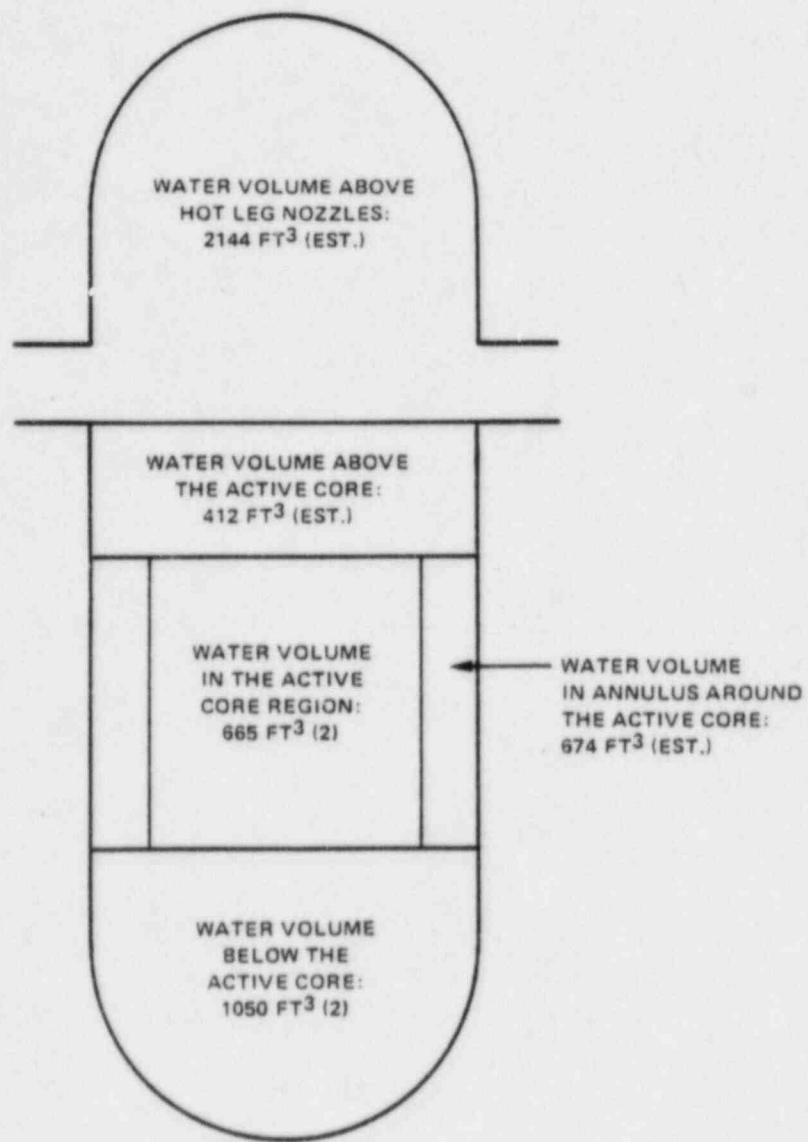 WATER VOLUME ABOVE
HOT LEG NOZZLES:
2144 FT³ (EST.)
WATER VOLUME ABOVE
THE ACTIVE CORE:
412 FT³ (EST.)
WATER VOLUME
IN THE ACTIVE
CORE REGION:
665 FT³ (2)
WATER VOLUME
IN ANNULUS AROUND
THE ACTIVE CORE:
674 FT³ (EST.)
WATER VOLUME
BELOW THE
ACTIVE CORE:
1050 FT³ (2)